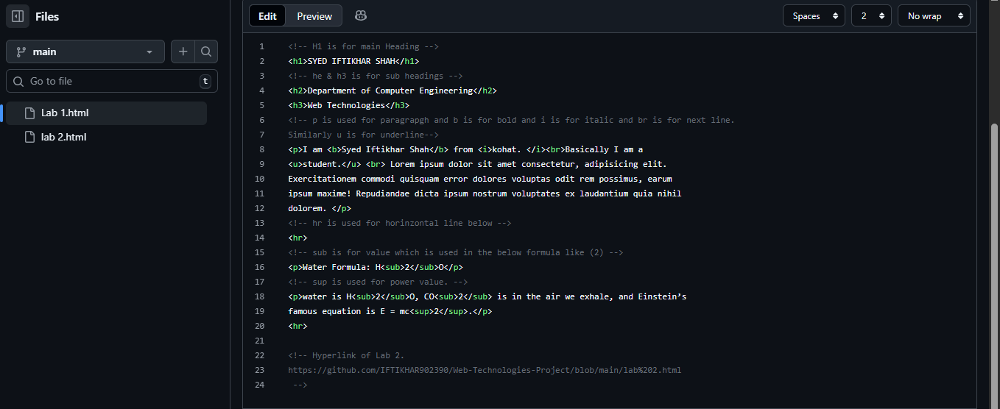 Files
main
Go to file
t
Lab 1.html
lab 2.html
Edit Preview
Spaces 2 No wrap
1 <!-- H1 is for main Heading -->
2 <h1>SYED IFTIKHAR SHAH</h1>
3 <!-- he & h3 is for sub headings -->
4 <h2>Department of Computer Engineering</h2>
5 <h3>Web Technologies</h3>
6 <!-- p is used for paragrapgh and b is for bold and i is for italic and br is for next line.
7 Similarly u is for underline-->
8 <p>I am <b>Syed Iftikhar Shah</b> from <i>kohat. </i><br>Basically I am a
9 <u>student.</u> <br> Lorem ipsum dolor sit amet consectetur, adipisicing elit.
10 Exercitationem commodi quisquam error dolores voluptas odit rem possimus, earum
11 ipsum maxime! Repudiandae dicta ipsum nostrum voluptates ex laudantium quia nihil
12 dolorem. </p>
13 <!-- hr is used for horinzontal line below -->
14 <hr>
15 <!-- sub is for value which is used in the below formula like (2) -->
16 <p>Water Formula: H<sub>2</sub>O</p>
17 <!-- sup is used for power value. -->
18 <p>water is H<sub>2</sub>O, CO<sub>2</sub> is in the air we exhale, and Einstein’s
19 famous equation is E = mc<sup>2</sup>.</p>
20 <hr>
21
22 <!-- Hyperlink of Lab 2.
23 https://github.com/IFTIKHAR902390/Web-Technologies-Project/blob/main/lab%202.html
24 -->